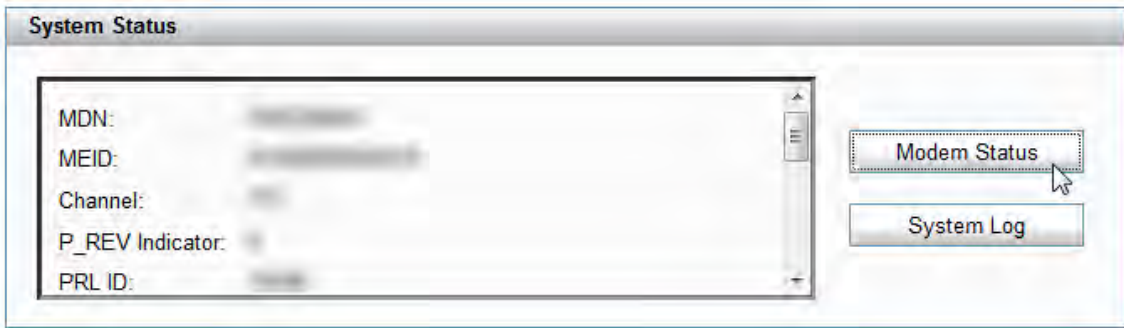 System Status
MDN:
MEID:
Channel:
P_REV Indicator:
PRL ID:
Modem Status
System Log